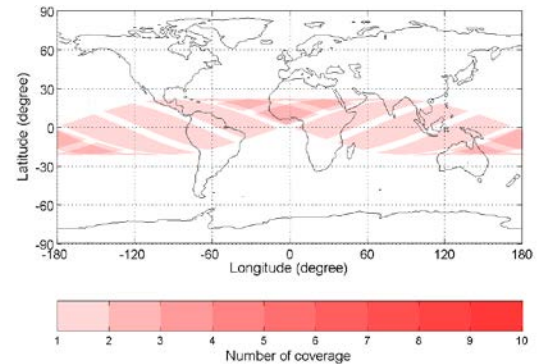 90
60
30
0
-30
-60
-90
Latitude (degree)
-180 -120 -60 0 60 120 180
Longitude (degree)
1 2 3 4 5 6 7 8 9 10
Number of coverage